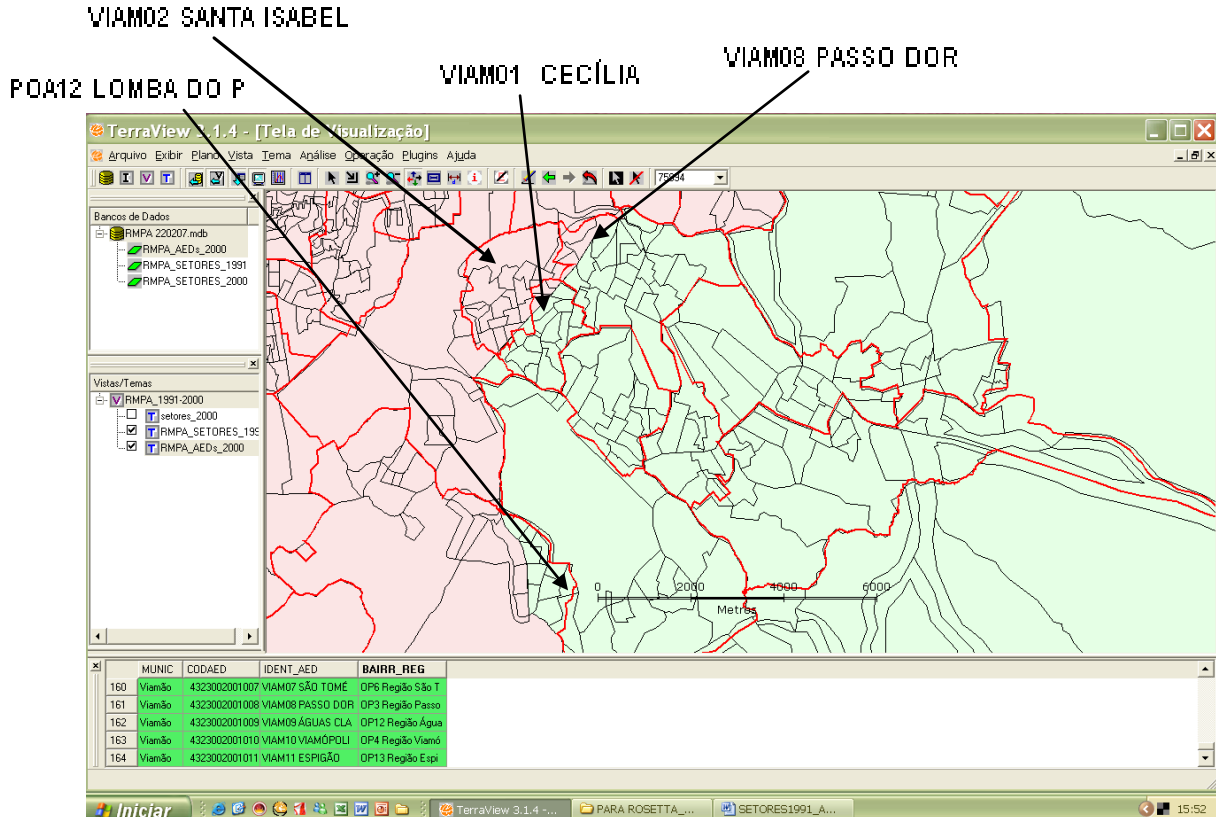 VIAM02 SANTA ISABEL
VIAM08 PASSO DOR
VIAM01 CECÍLIA
POA12 LOMBA DO P
TerraView 3.1.4 - [Tela de Visualização]
Arquivo Exibir Plano Vista Tema Análise Operação Plugins Ajuda
75894
Bancos de Dados
RMPA 220207.mdb
RMPA_AEDs_2000
RMPA_SETORES_1991
RMPA_SETORES_2000
Vistas/Temas
RMPA_1991-2000
setores_2000
RMPA_SETORES_199
RMPA_AEDs_2000
0 2000 4000 6000
Metros
MUNIC CODAED IDENT_AED BAIRR_REG
160 Viamão 4323002001007 VIAM07 SÃO TOMÉ OP6 Região São T
161 Viamão 4323002001008 VIAM08 PASSO DOR OP3 Região Passo
162 Viamão 4323002001009 VIAM09 ÁGUAS CLA OP12 Região Água
163 Viamão 4323002001010 VIAM10 VIAMÓPOLI OP4 Região Viamó
164 Viamão 4323002001011 VIAM11 ESPIGÃO OP13 Região Espi
Iniciar TerraView 3.1.4 -... PARA ROSETTA_... SETORES1991_A... 15:52